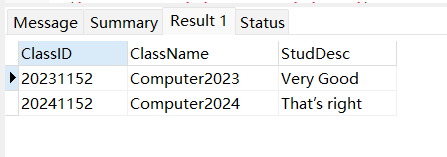 Message Summary Result 1 Status
ClassID ClassName StudDesc
20231152 Computer2023 Very Good
20241152 Computer2024 That’s right